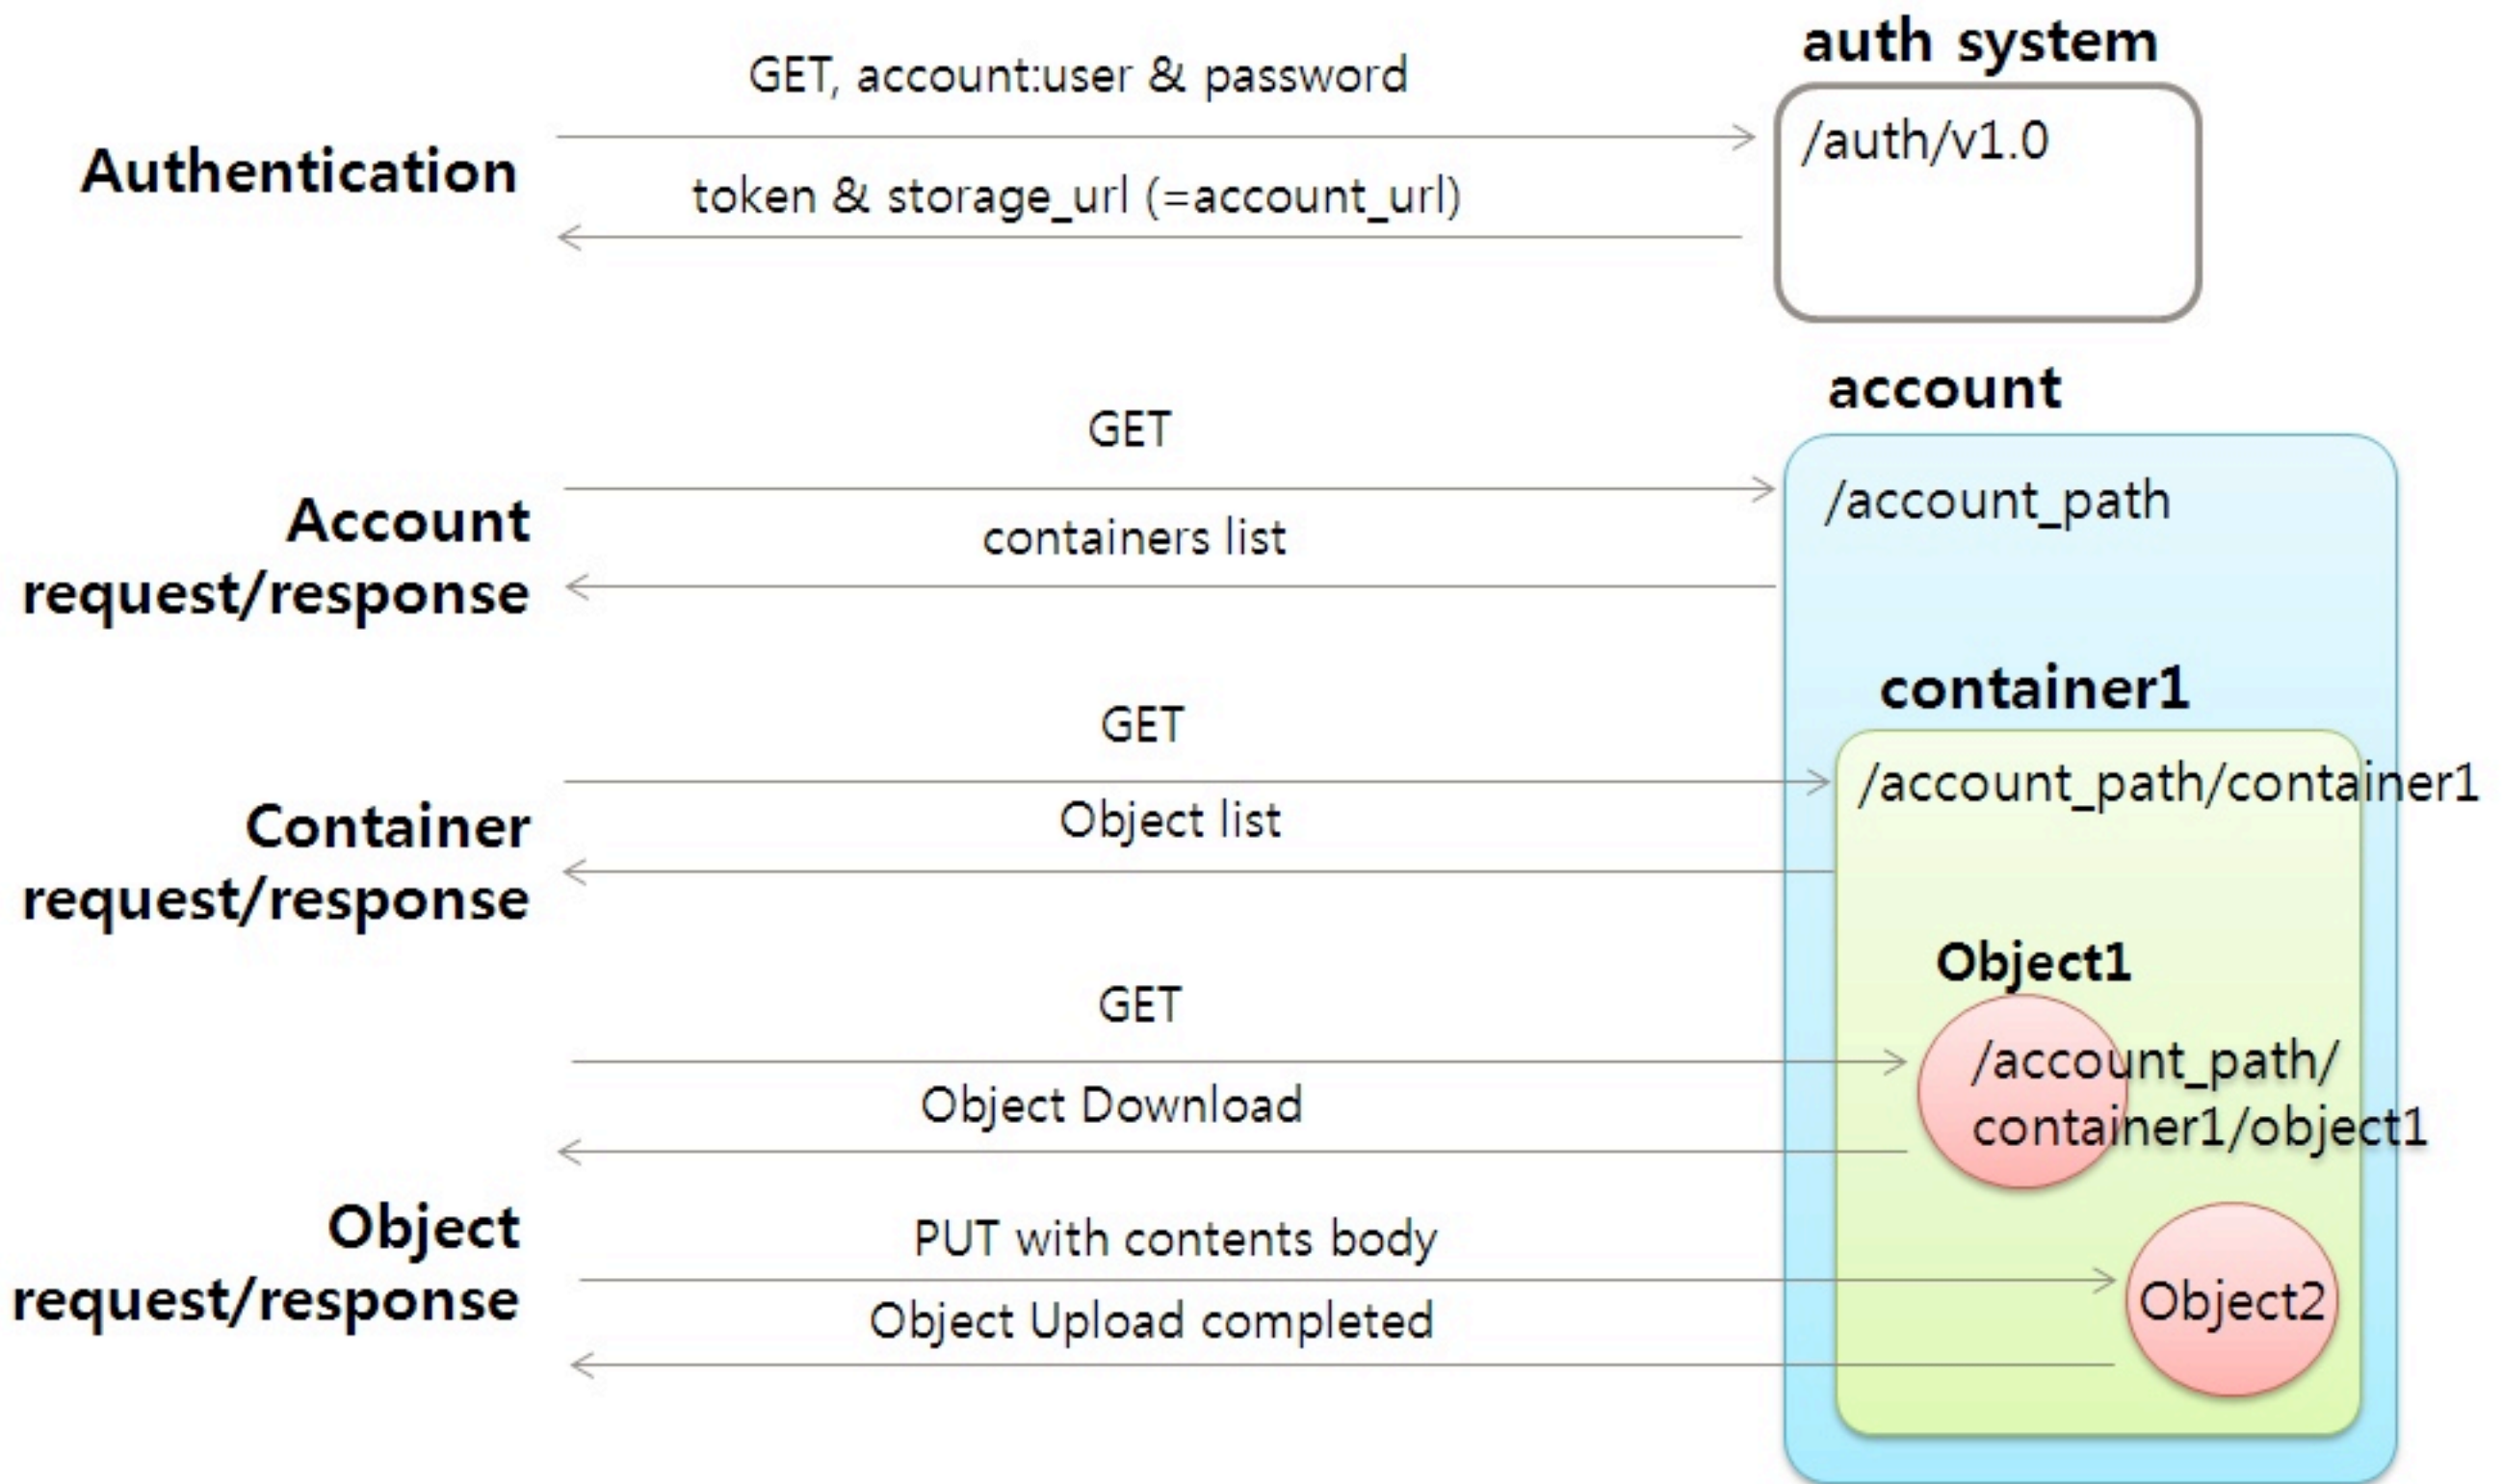 auth system
GET, account:user & password
/auth/v1.0
Authentication
token & storage_url (=account_url)
account
GET
/account_path
Account
request/response
containers list
container1
GET
/account_path/container1
Container
request/response
Object list
Object1
GET
/account_path/
container1/object1
Object Download
Object
request/response
PUT with contents body
Object2
Object Upload completed